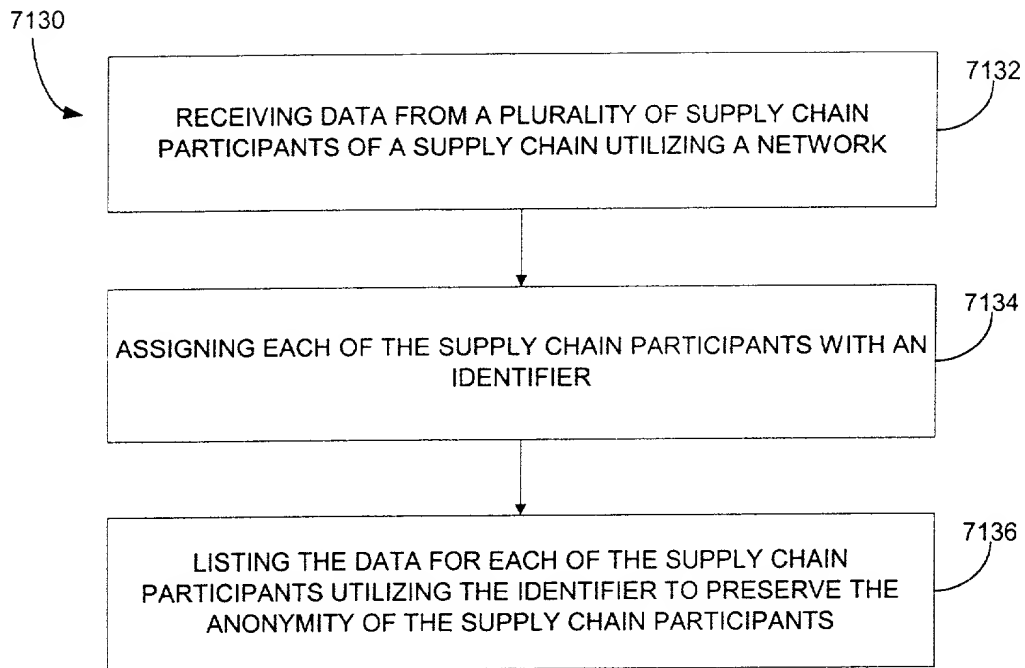 7130
7132
RECEIVING DATA FROM A PLURALITY OF SUPPLY CHAIN
PARTICIPANTS OF A SUPPLY CHAIN UTILIZING A NETWORK
7134
ASSIGNING EACH OF THE SUPPLY CHAIN PARTICIPANTS WITH AN
IDENTIFIER
7136
LISTING THE DATA FOR EACH OF THE SUPPLY CHAIN
PARTICIPANTS UTILIZING THE IDENTIFIER TO PRESERVE THE
ANONYMITY OF THE SUPPLY CHAIN PARTICIPANTS